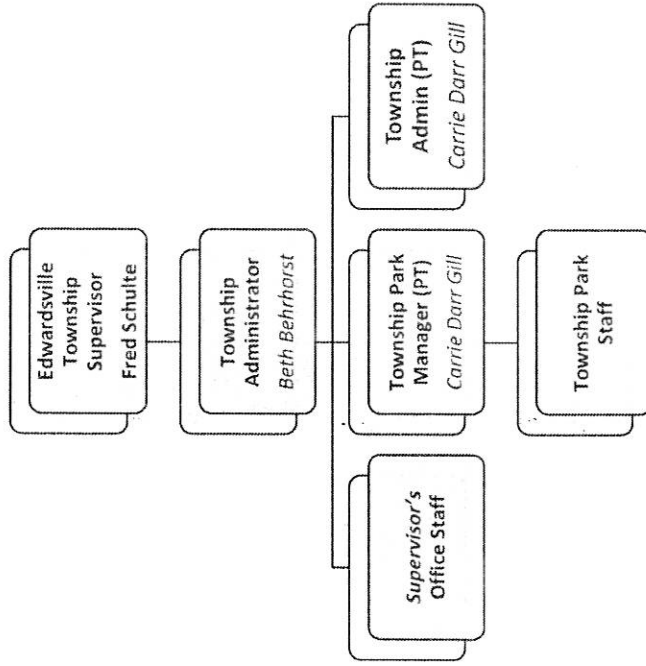 Edwardsville
Township
Supervisor
Fred Schulte
Township
Administrator
Beth Behrhorst
Supervisor's
Office Staff
Township Park
Manager (PT)
Carrie Darr Gill
Township
Admin (PT)
Carrie Darr Gill
Township Park
Staff